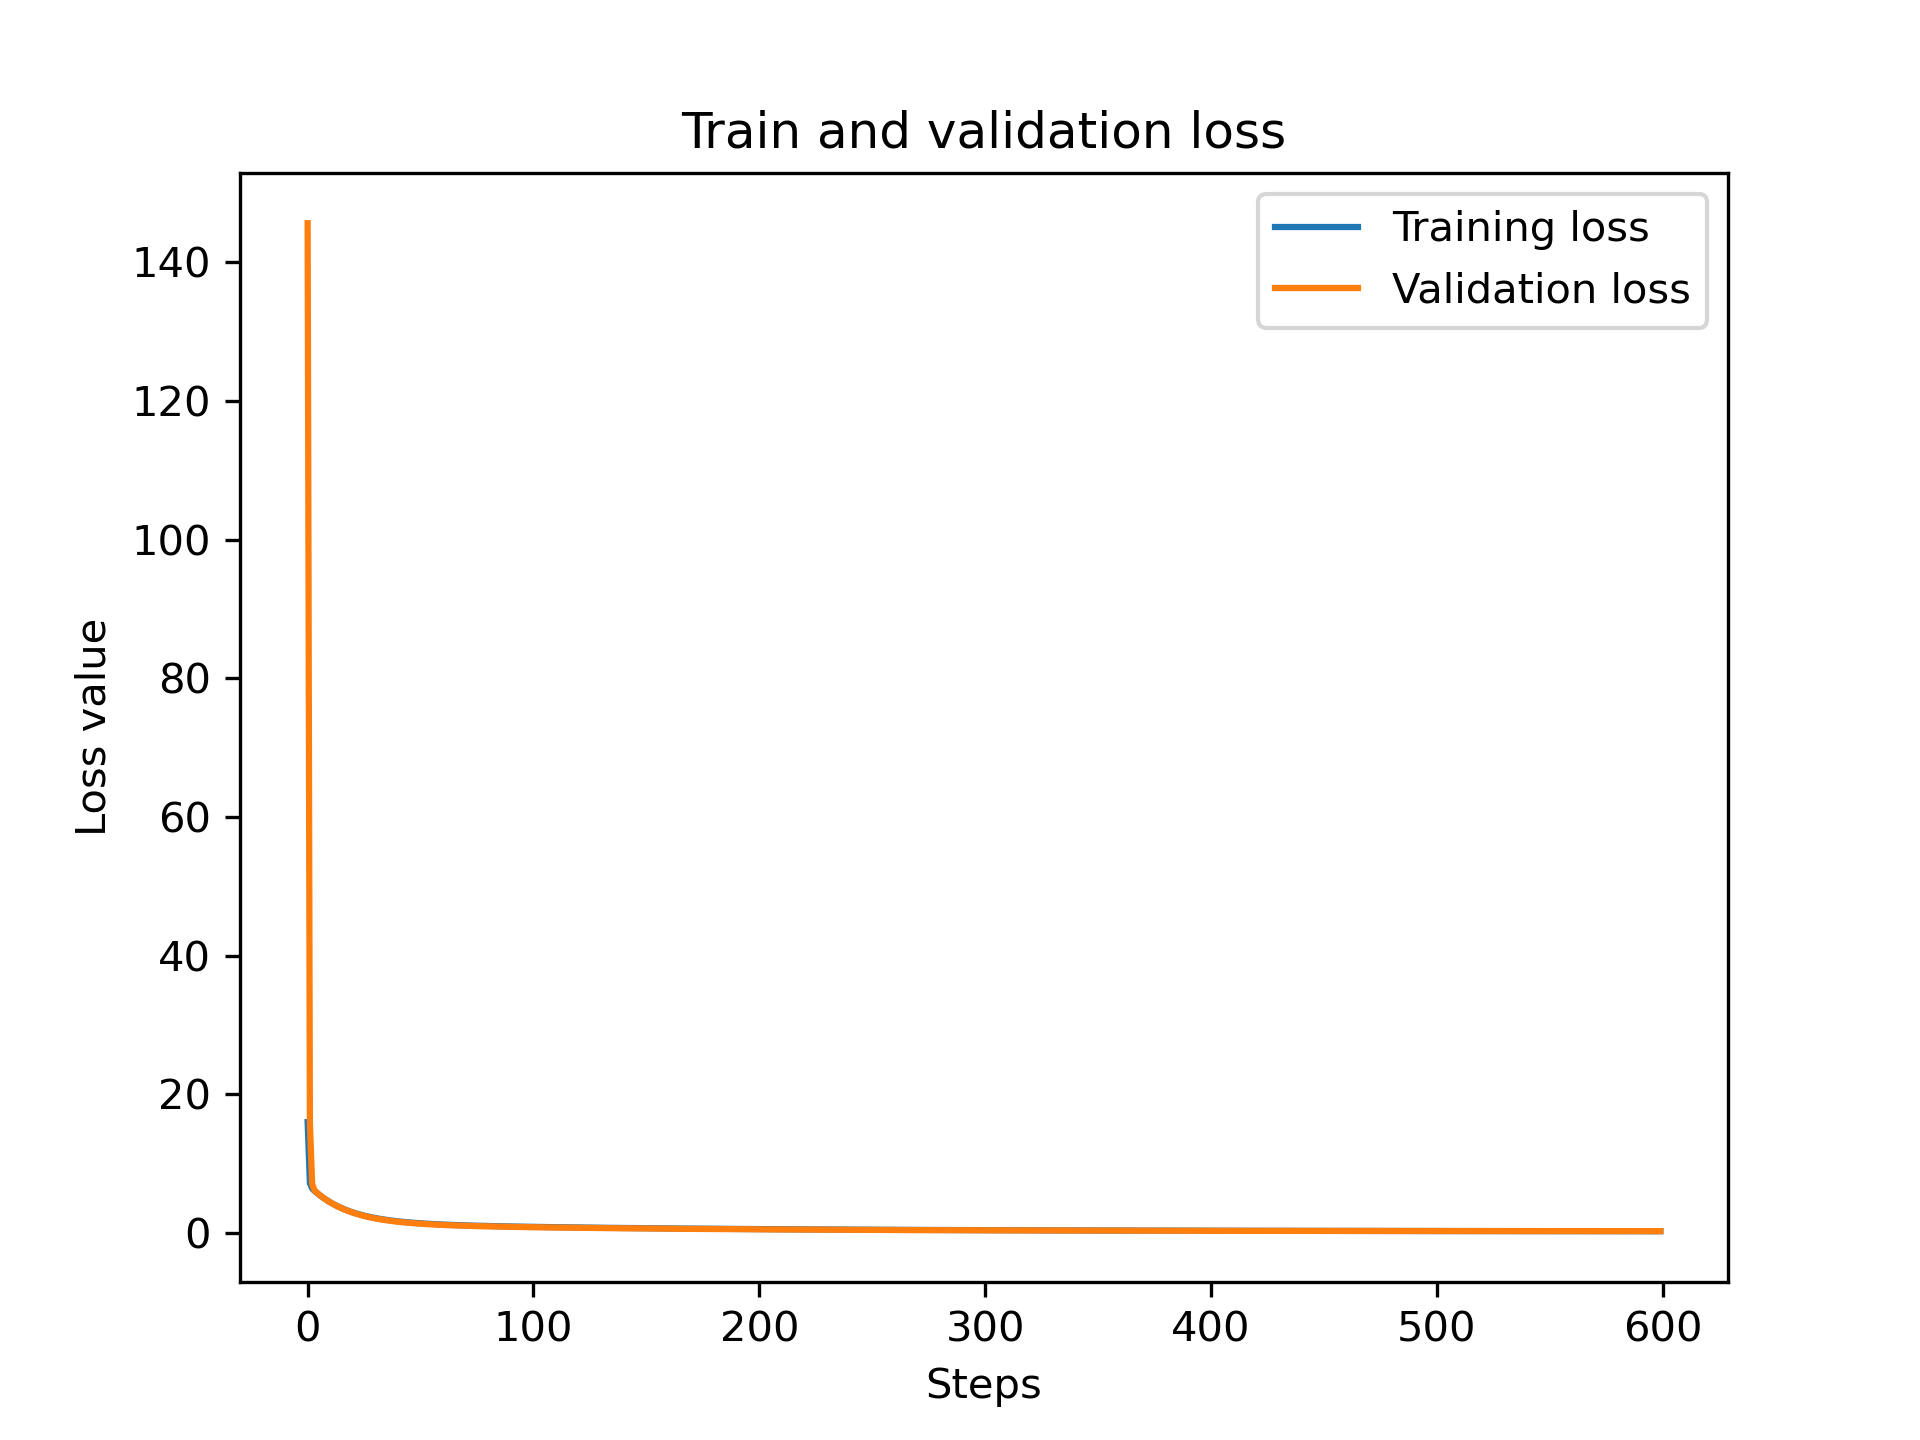 Train and validation loss
Training loss
Validation loss
140
120
100
80
60
40
20
0
Loss value
0 100 200 300 400 500 600
Steps